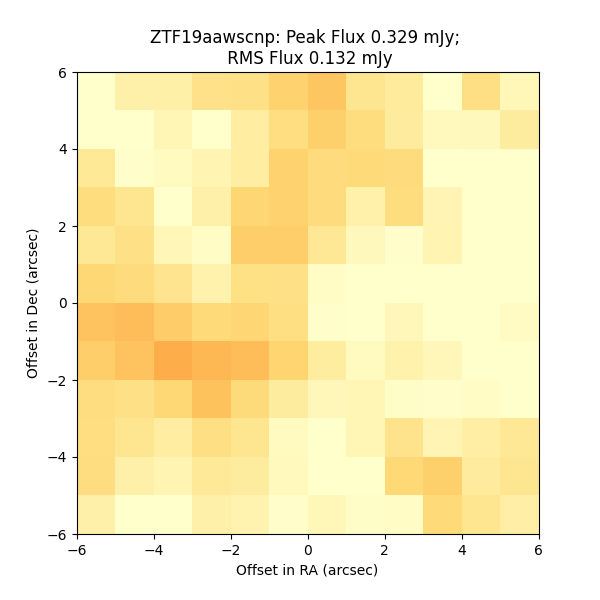 ZTF19aawscnp: Peak Flux 0.329 mJy;
RMS Flux 0.132 mJy
6
4
2
0
−2
−4
−6
Offset in Dec (arcsec)
−6 −4 −2 0 2 4 6
Offset in RA (arcsec)